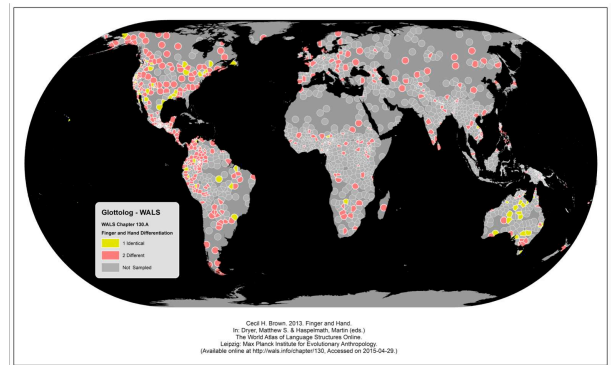 Glottolog - WALS
WALS Chapter 130.A
Finger and Hand Differentiation
1 Identical
2 Different
Not Sampled
Cecil H. Brown. 2013. Finger and Hand.
In: Dryer, Matthew S. & Haspelmath, Martin (eds.)
The World Atlas of Language Structures Online.
Leipzig: Max Planck Institute for Evolutionary Anthropology.
(Available online at http://wals.info/chapter/130, Accessed on 2015-04-29.)